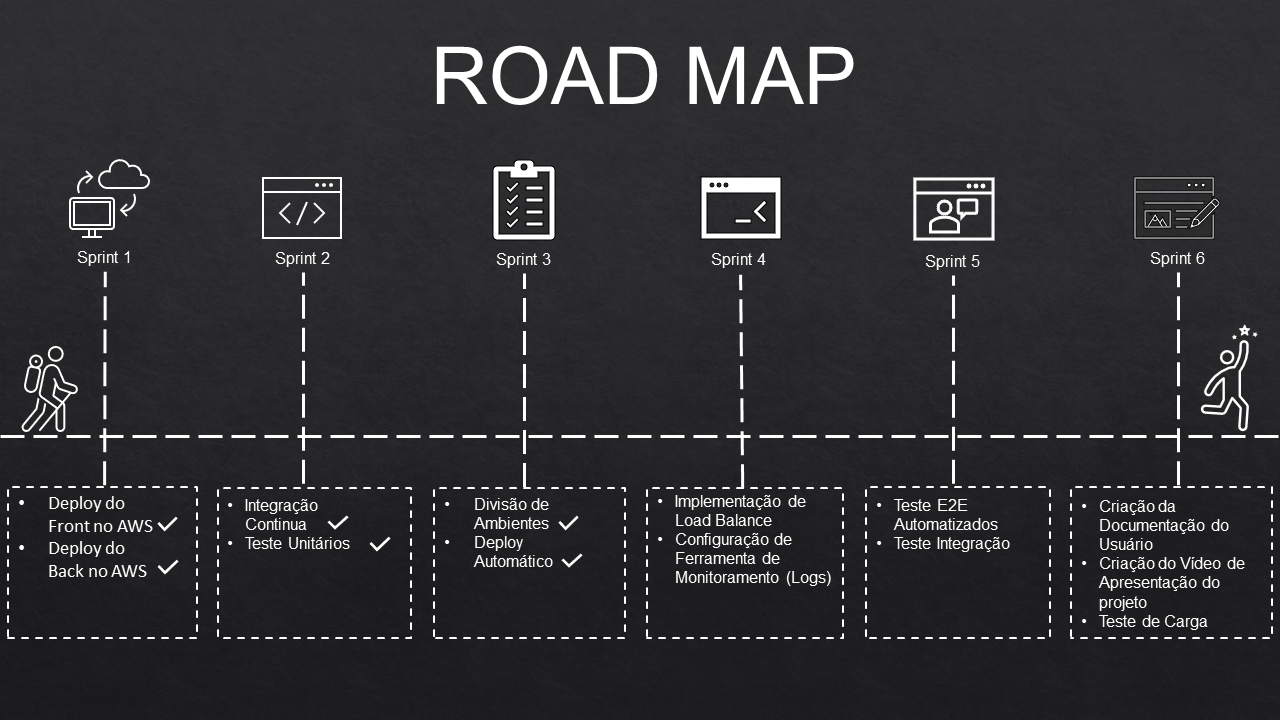 ROAD MAP
Sprint 1
Sprint 2
Sprint 3
Sprint 4
Sprint 5
Sprint 6
• Deploy do
Front no AWS
• Deploy do
Back no AWS
• Integração
Continua
• Teste Unitários
• Divisão de
Ambientes
• Deploy
Automático
• Implementação de
Load Balance
• Configuração de
Ferramenta de
Monitoramento (Logs)
• Teste E2E
Automatizados
• Teste Integração
• Criação da
Documentação do
Usuário
• Criação do Vídeo de
Apresentação do
projeto
• Teste de Carga